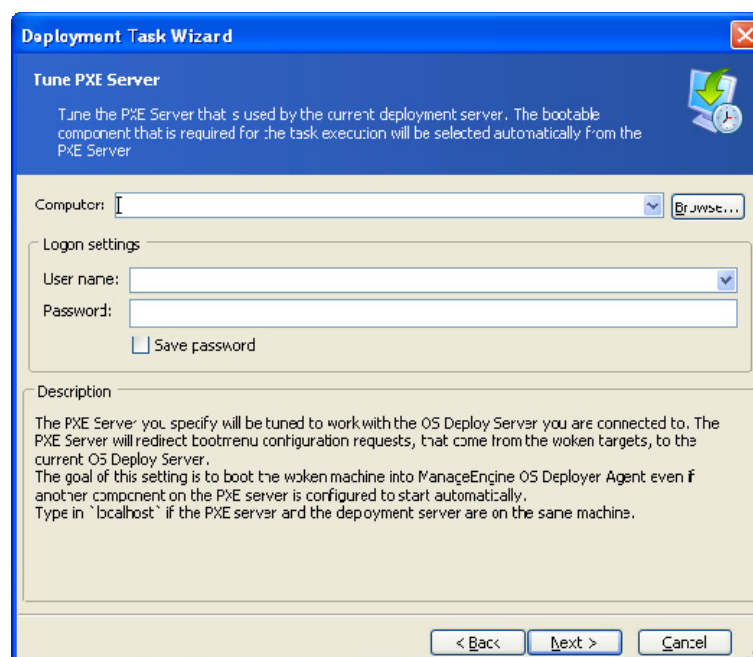 Deployment Task Wizard
Tune PXE Server
Tune the PXE Server that is used by the current deployment server. The bootable
component that is required for the task execution will be selected automatically from the
PXE Server
Computer:
Browse...
Logon settings
User name:
Password:
Save password
Description
The PXE Server you specify will be tuned to work with the OS Deploy Server you are connected to. The
PXE Server will redirect bootmenu configuration requests, that come from the woken targets, to the
current OS Deploy Server.
The goal of this setting is to boot the woken machine into ManageEngine OS Deployer Agent even if
another component on the PXE server is configured to start automatically.
Type in `localhost` if the PXE server and the deployment server are on the same machine.
< Back
Next >
Cancel